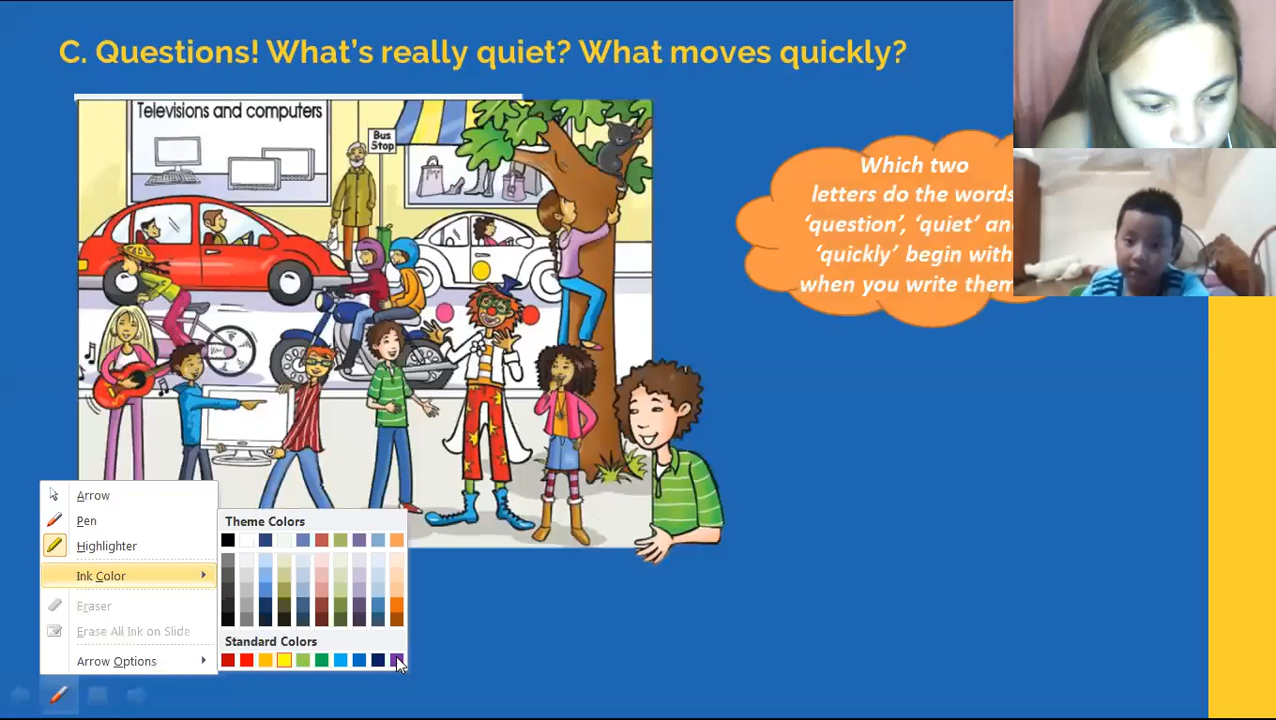 C. Questions! What's really quiet? What moves quickly?
Televisions and computers
Bus
Stop
Which two
letters do the words
'question', 'quiet' an
'quickly' begin with
when you write them
Arrow
Pen
Highlighter
Ink Color
Eraser
Erase All Ink on Slide
Arrow Options
Theme Colors
Standard Colors